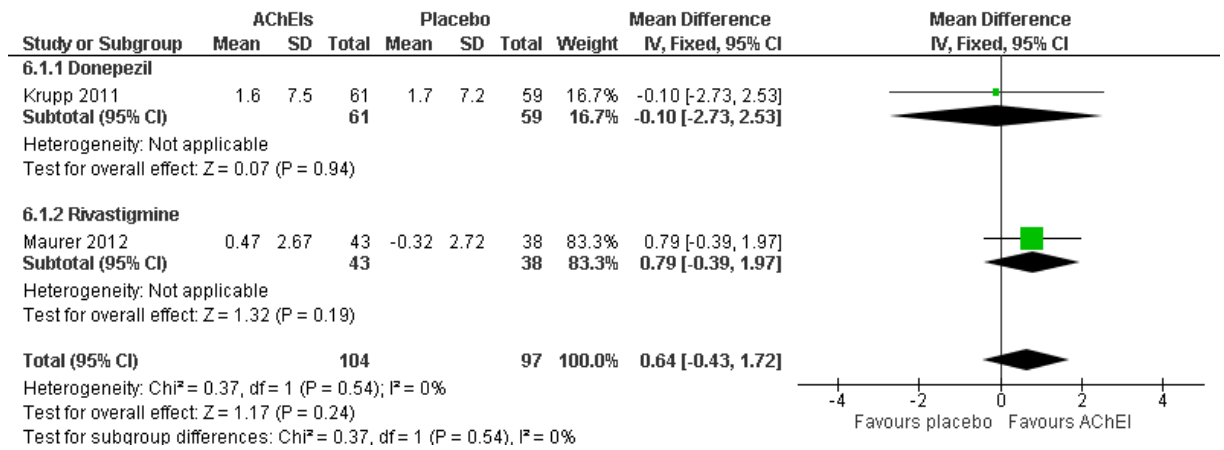 AChEIs Placebo Mean Difference Mean Difference
Study or Subgroup Mean SD Total Mean SD Total Weight IV, Fixed, 95% CI IV, Fixed, 95% CI
6.1.1 Donepezil
Krupp 2011 1.6 7.5 61 1.7 7.2 59 16.7% -0.10 [-2.73, 2.53]
Subtotal (95% CI) 61 59 16.7% -0.10 [-2.73, 2.53]
Heterogeneity: Not applicable
Test for overall effect: Z = 0.07 (P = 0.94)
6.1.2 Rivastigmine
Maurer 2012 0.47 2.67 43 -0.32 2.72 38 83.3% 0.79 [-0.39, 1.97]
Subtotal (95% CI) 43 38 83.3% 0.79 [-0.39, 1.97]
Heterogeneity: Not applicable
Test for overall effect: Z = 1.32 (P = 0.19)
Total (95% CI) 104 97 100.0% 0.64 [-0.43, 1.72]
Heterogeneity: Chi² = 0.37, df = 1 (P = 0.54); I² = 0%
Test for overall effect: Z = 1.17 (P = 0.24)
Test for subgroup differences: Chi² = 0.37, df = 1 (P = 0.54), I² = 0%
-4 -2 0 2 4
Favours placebo Favours AChEI